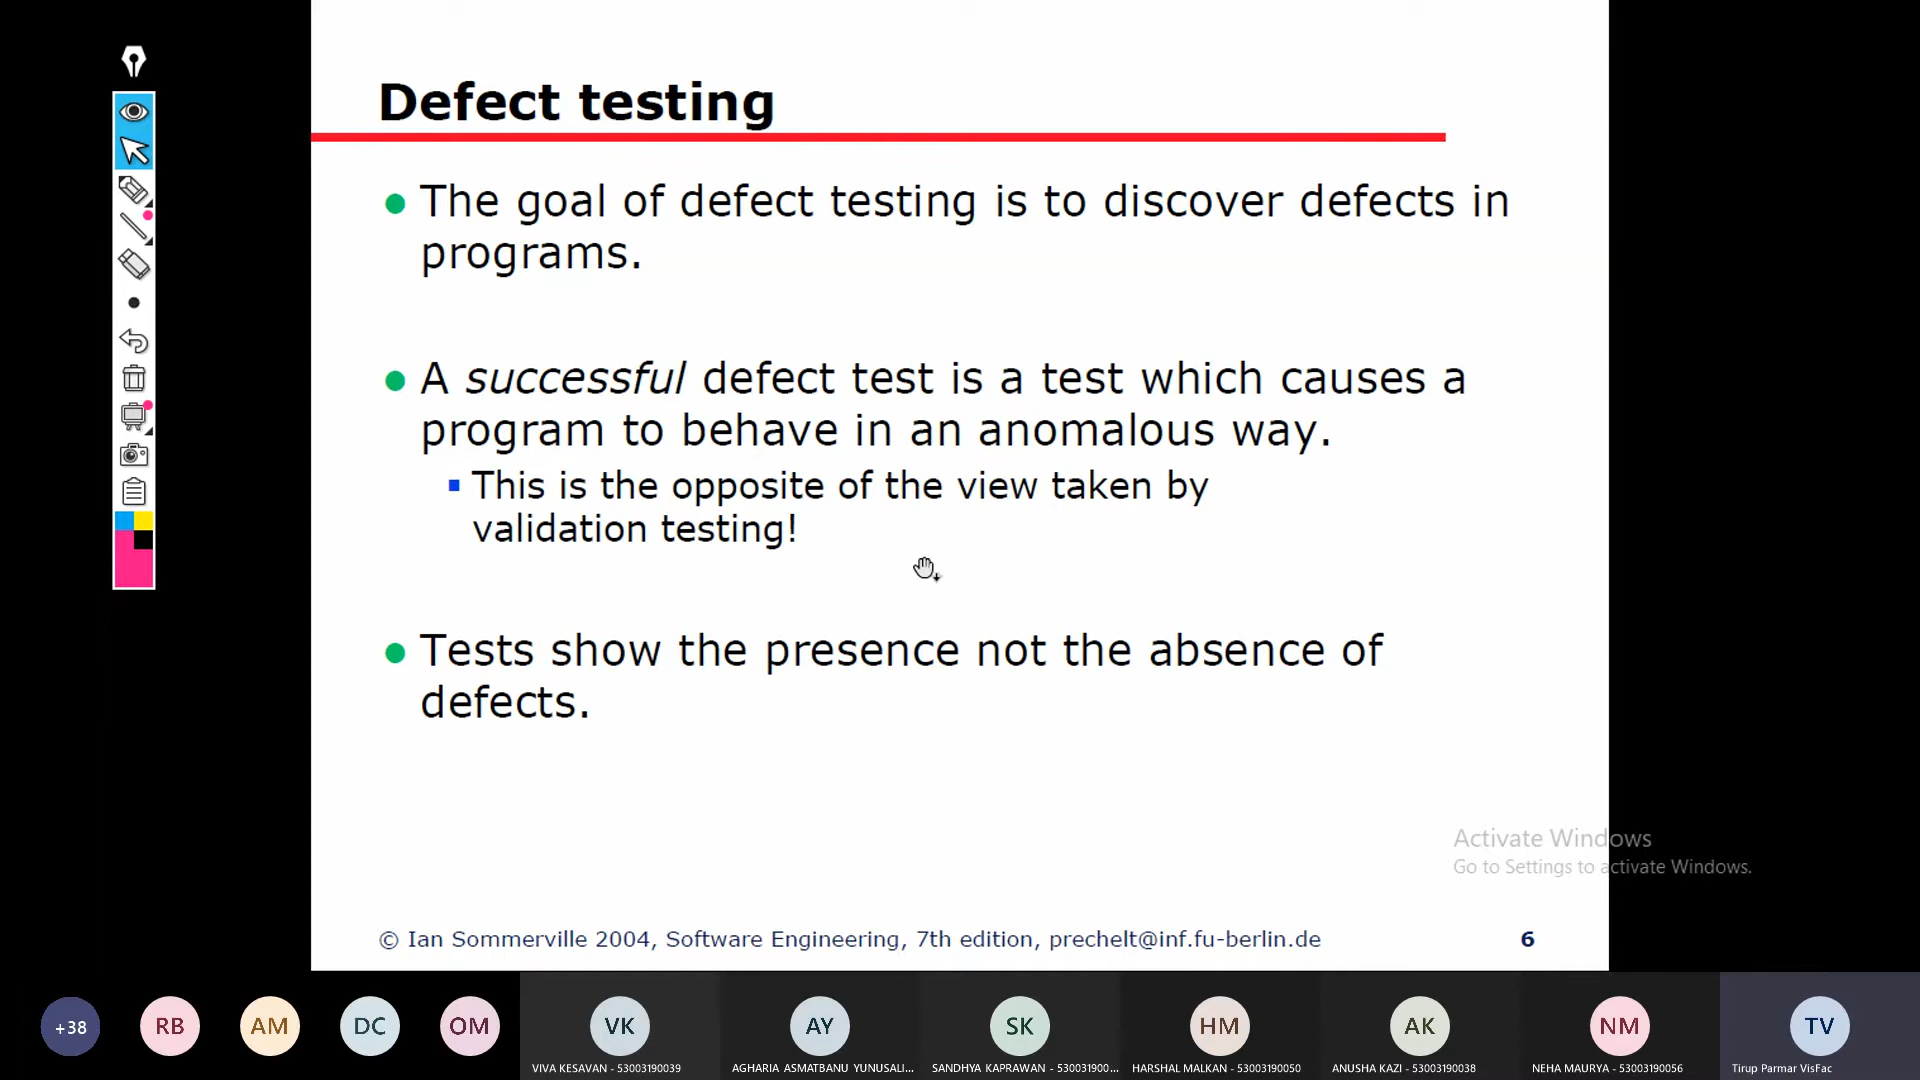 Defect testing
The goal of defect testing is to discover defects in
programs.
A successful defect test is a test which causes a
program to behave in an anomalous way.
This is the opposite of the view taken by
validation testing!
Tests show the presence not the absence of
defects.
Activate Windows
Go to Settings to activate Windows.
© Ian Sommerville 2004, Software Engineering, 7th edition, prechelt@inf.fu-berlin.de 6
+38 RB AM DC OM VK AY SK HM AK NM TV
VIVA KESAVAN - 53003190039 AGHARIA ASMATBANU YUNUSALI... SANDHYA KAPRAWAN - 530031900... HARSHAL MALKAN - 53003190050 ANUSHA KAZI - 53003190038 NEHA MAURYA - 53003190056 Tirup Parmar VisFac